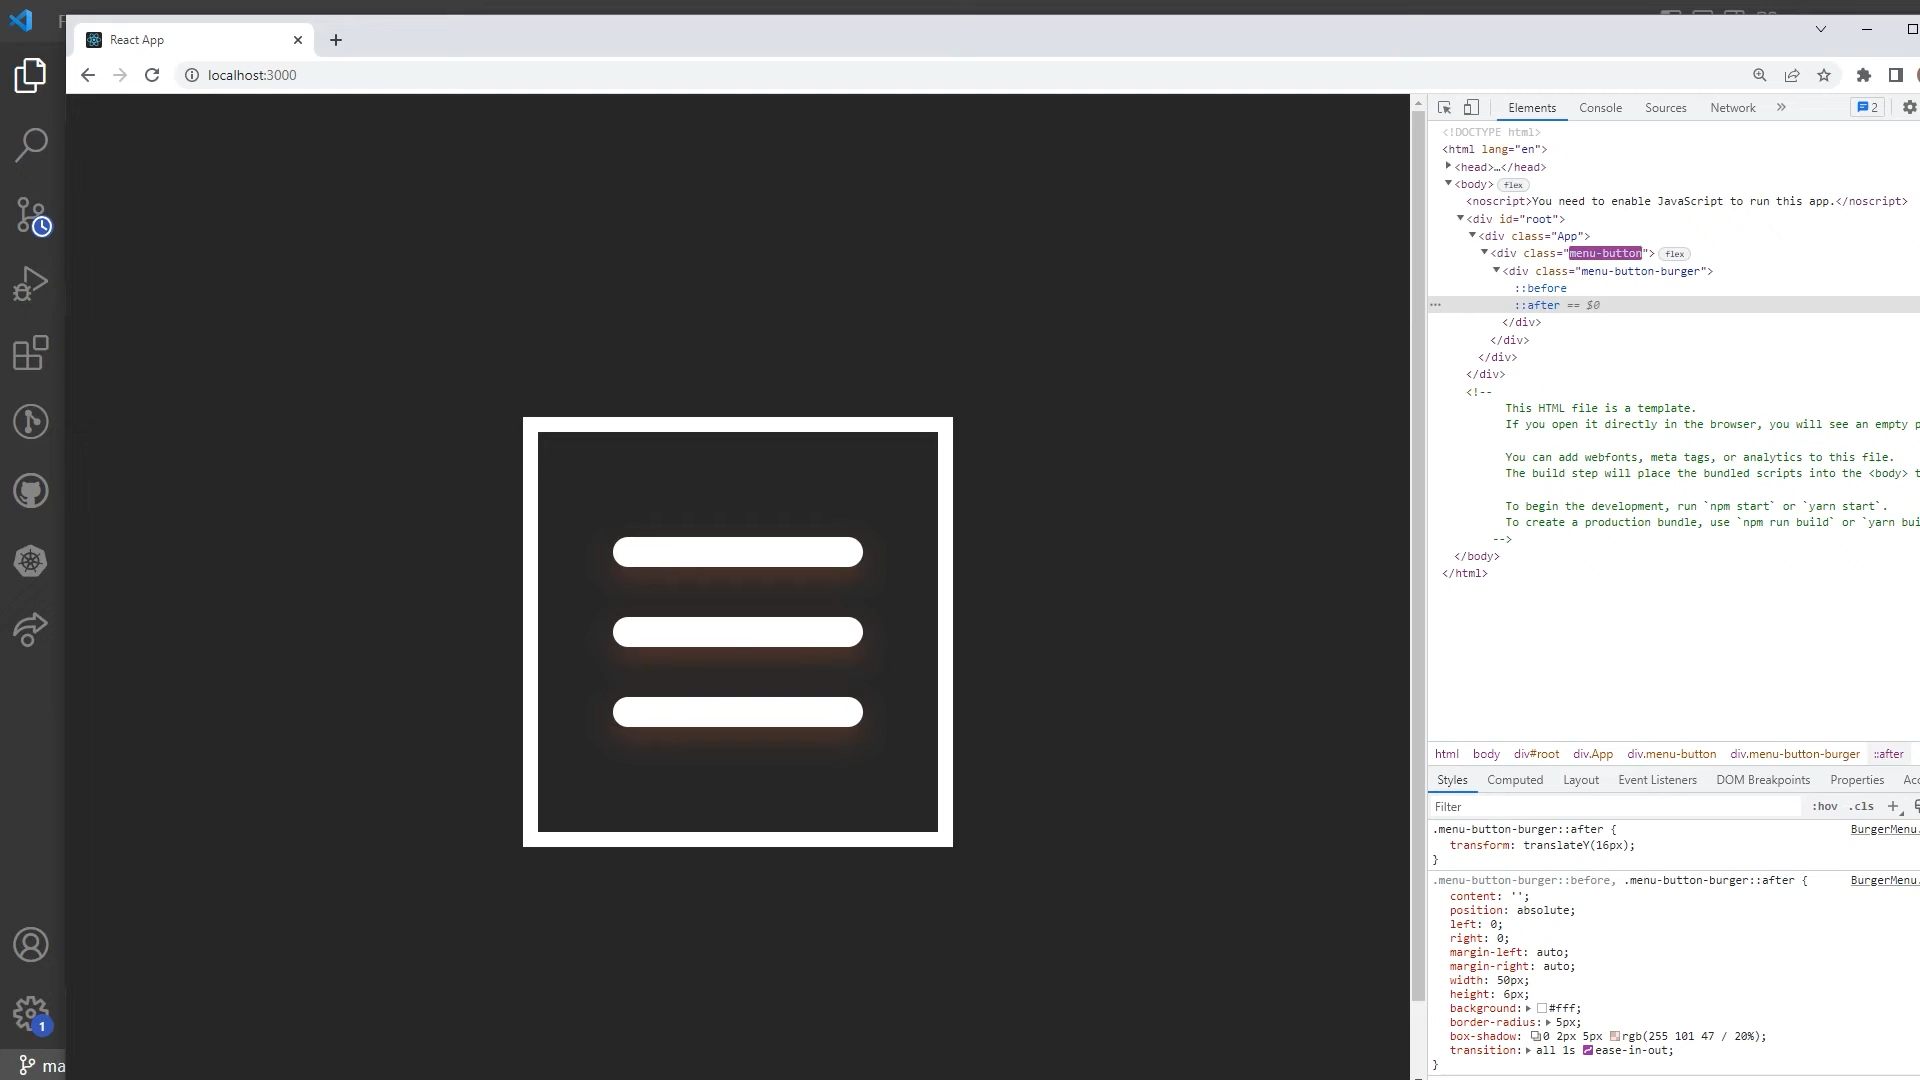 React App
localhost:3000
Elements Console Sources Network 2
<!DOCTYPE html>
<html lang="en">
<head>…</head>
<body> flex
<noscript>You need to enable JavaScript to run this app.</noscript>
<div id="root">
<div class="App">
<div class="menu-button"> flex
<div class="menu-button-burger">
::before
::after == $0
</div>
</div>
</div>
</div>
<!--
This HTML file is a template.
If you open it directly in the browser, you will see an empty p
You can add webfonts, meta tags, or analytics to this file.
The build step will place the bundled scripts into the <body> t
To begin the development, run `npm start` or `yarn start`.
To create a production bundle, use `npm run build` or `yarn bui
-->
</body>
</html>
html body div#root div.App div.menu-button div.menu-button-burger ::after
Styles Computed Layout Event Listeners DOM Breakpoints Properties Acc
Filter :hov .cls
.menu-button-burger::after { BurgerMenu.
transform: translateY(16px);
}
.menu-button-burger::before, .menu-button-burger::after { BurgerMenu.
content: '';
position: absolute;
left: 0;
right: 0;
margin-left: auto;
margin-right: auto;
width: 50px;
height: 6px;
background: #fff;
border-radius: 5px;
box-shadow: 0 2px 5px rgb(255 101 47 / 20%);
transition: all 1s ease-in-out;
}
1
ma